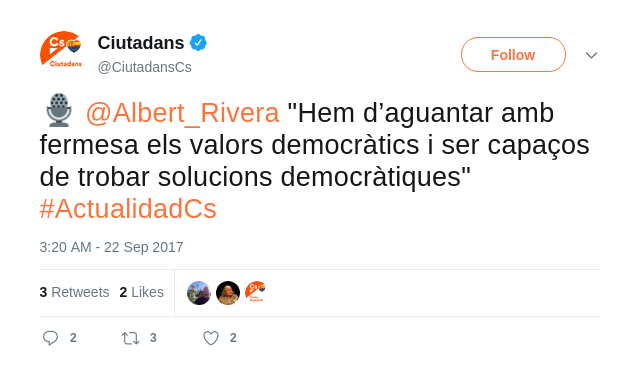 Cs
Ciutadans
Ciutadans
@CiutadansCs
Follow
@Albert_Rivera "Hem d’aguantar amb
fermesa els valors democràtics i ser capaços
de trobar solucions democràtiques"
#ActualidadCs
3:20 AM - 22 Sep 2017
3 Retweets 2 Likes
Cs
2 3 2